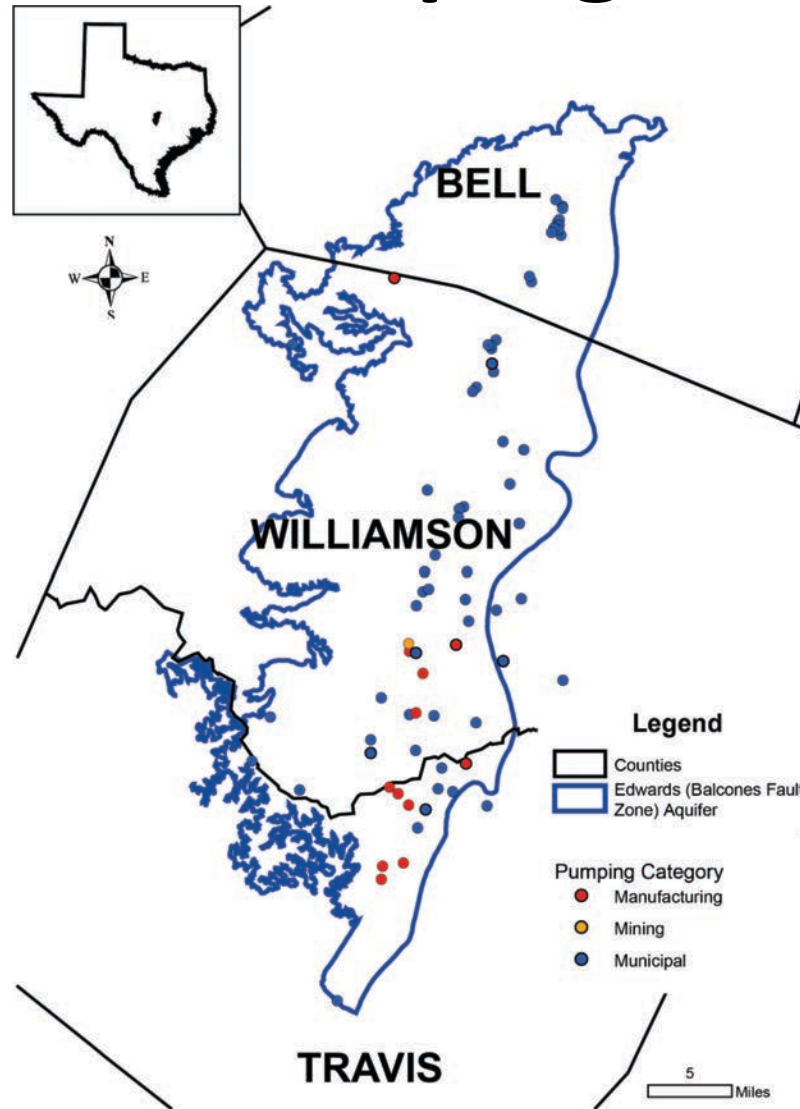 BELL
N
W E
S
WILLIAMSON
Legend
Counties
Edwards (Balcones Fault
Zone) Aquifer
Pumping Category
Manufacturing
Mining
Municipal
TRAVIS
5
Miles